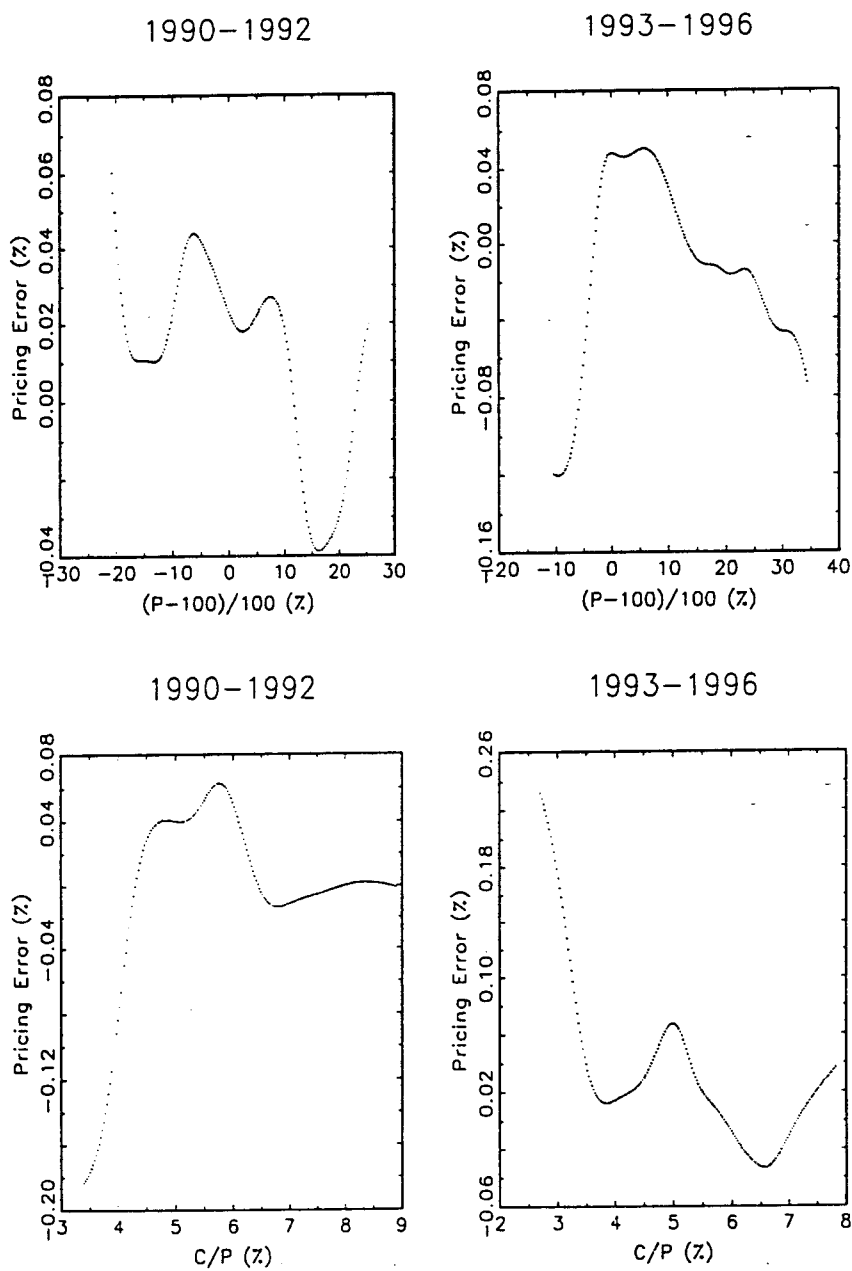 1990-1992
1993-1996
Pricing Error (%)
0.08
0.06
0.04
0.02
0.00
-0.04
-30 -20 -10 0 10 20 30
(P-100)/100 (%)
Pricing Error (%)
0.08
0.04
0.00
-0.08
-0.16
-20 -10 0 10 20 30 40
(P-100)/100 (%)
1990-1992
1993-1996
Pricing Error (%)
0.08
0.04
-0.04
-0.12
-0.20
3 4 5 6 7 8 9
C/P (%)
Pricing Error (%)
0.26
0.18
0.10
0.02
-0.06
2 3 4 5 6 7 8
C/P (%)